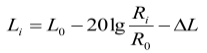 L_i = L_0 − 20lg R_i/R_0 − ΔL